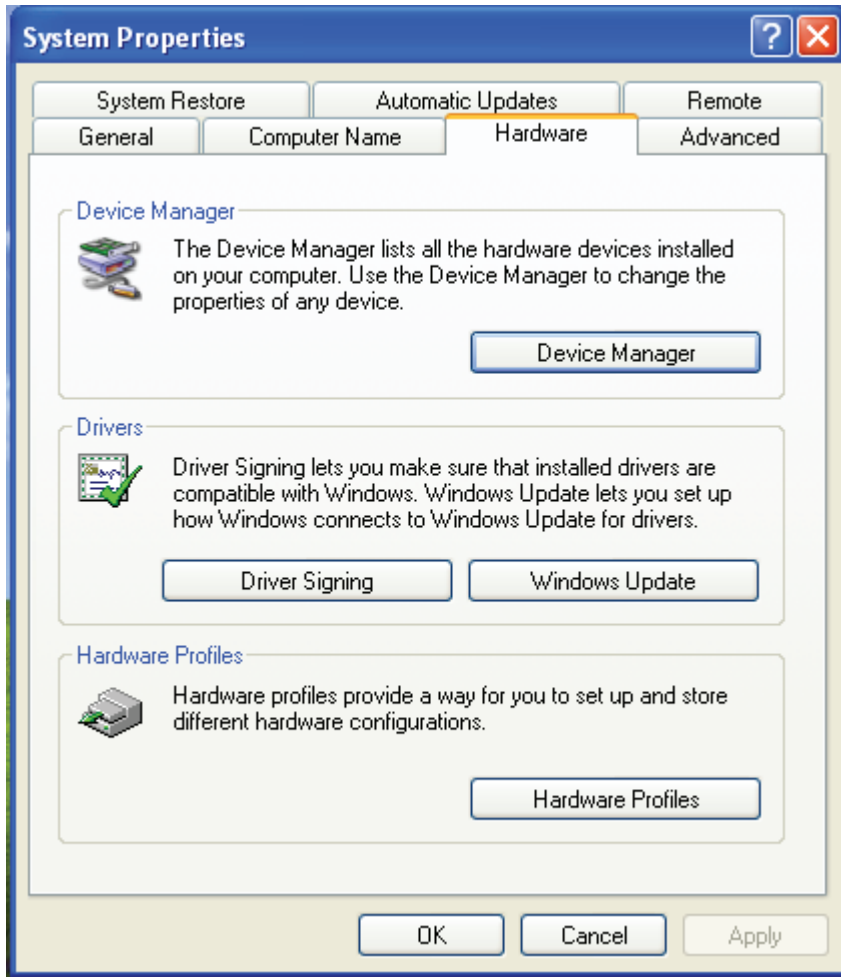 System Properties
System Restore Automatic Updates Remote
General Computer Name Hardware Advanced
Device Manager
The Device Manager lists all the hardware devices installed
on your computer. Use the Device Manager to change the
properties of any device.
Device Manager
Drivers
Driver Signing lets you make sure that installed drivers are
compatible with Windows. Windows Update lets you set up
how Windows connects to Windows Update for drivers.
Driver Signing Windows Update
Hardware Profiles
Hardware profiles provide a way for you to set up and store
different hardware configurations.
Hardware Profiles
OK Cancel Apply